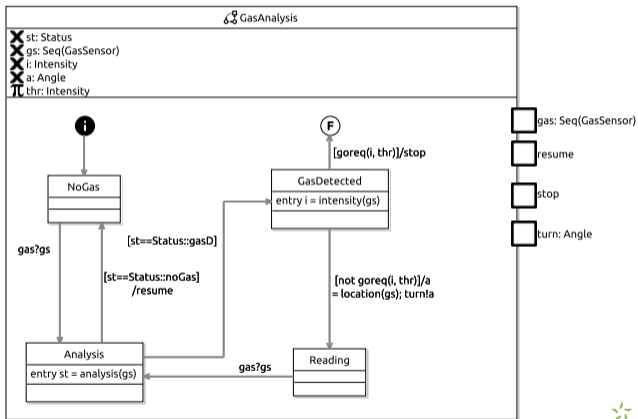 GasAnalysis
st: Status
gs: Seq(GasSensor)
i: Intensity
a: Angle
thr: Intensity
i
F
gas: Seq(GasSensor)
[goreq(i, thr)]/stop
resume
NoGas
GasDetected
entry i = intensity(gs)
stop
turn: Angle
gas?gs
[st==Status::gasD]
[st==Status::noGas]
/resume
[not goreq(i, thr)]/a
= location(gs); turn!a
Analysis
entry st = analysis(gs)
gas?gs
Reading